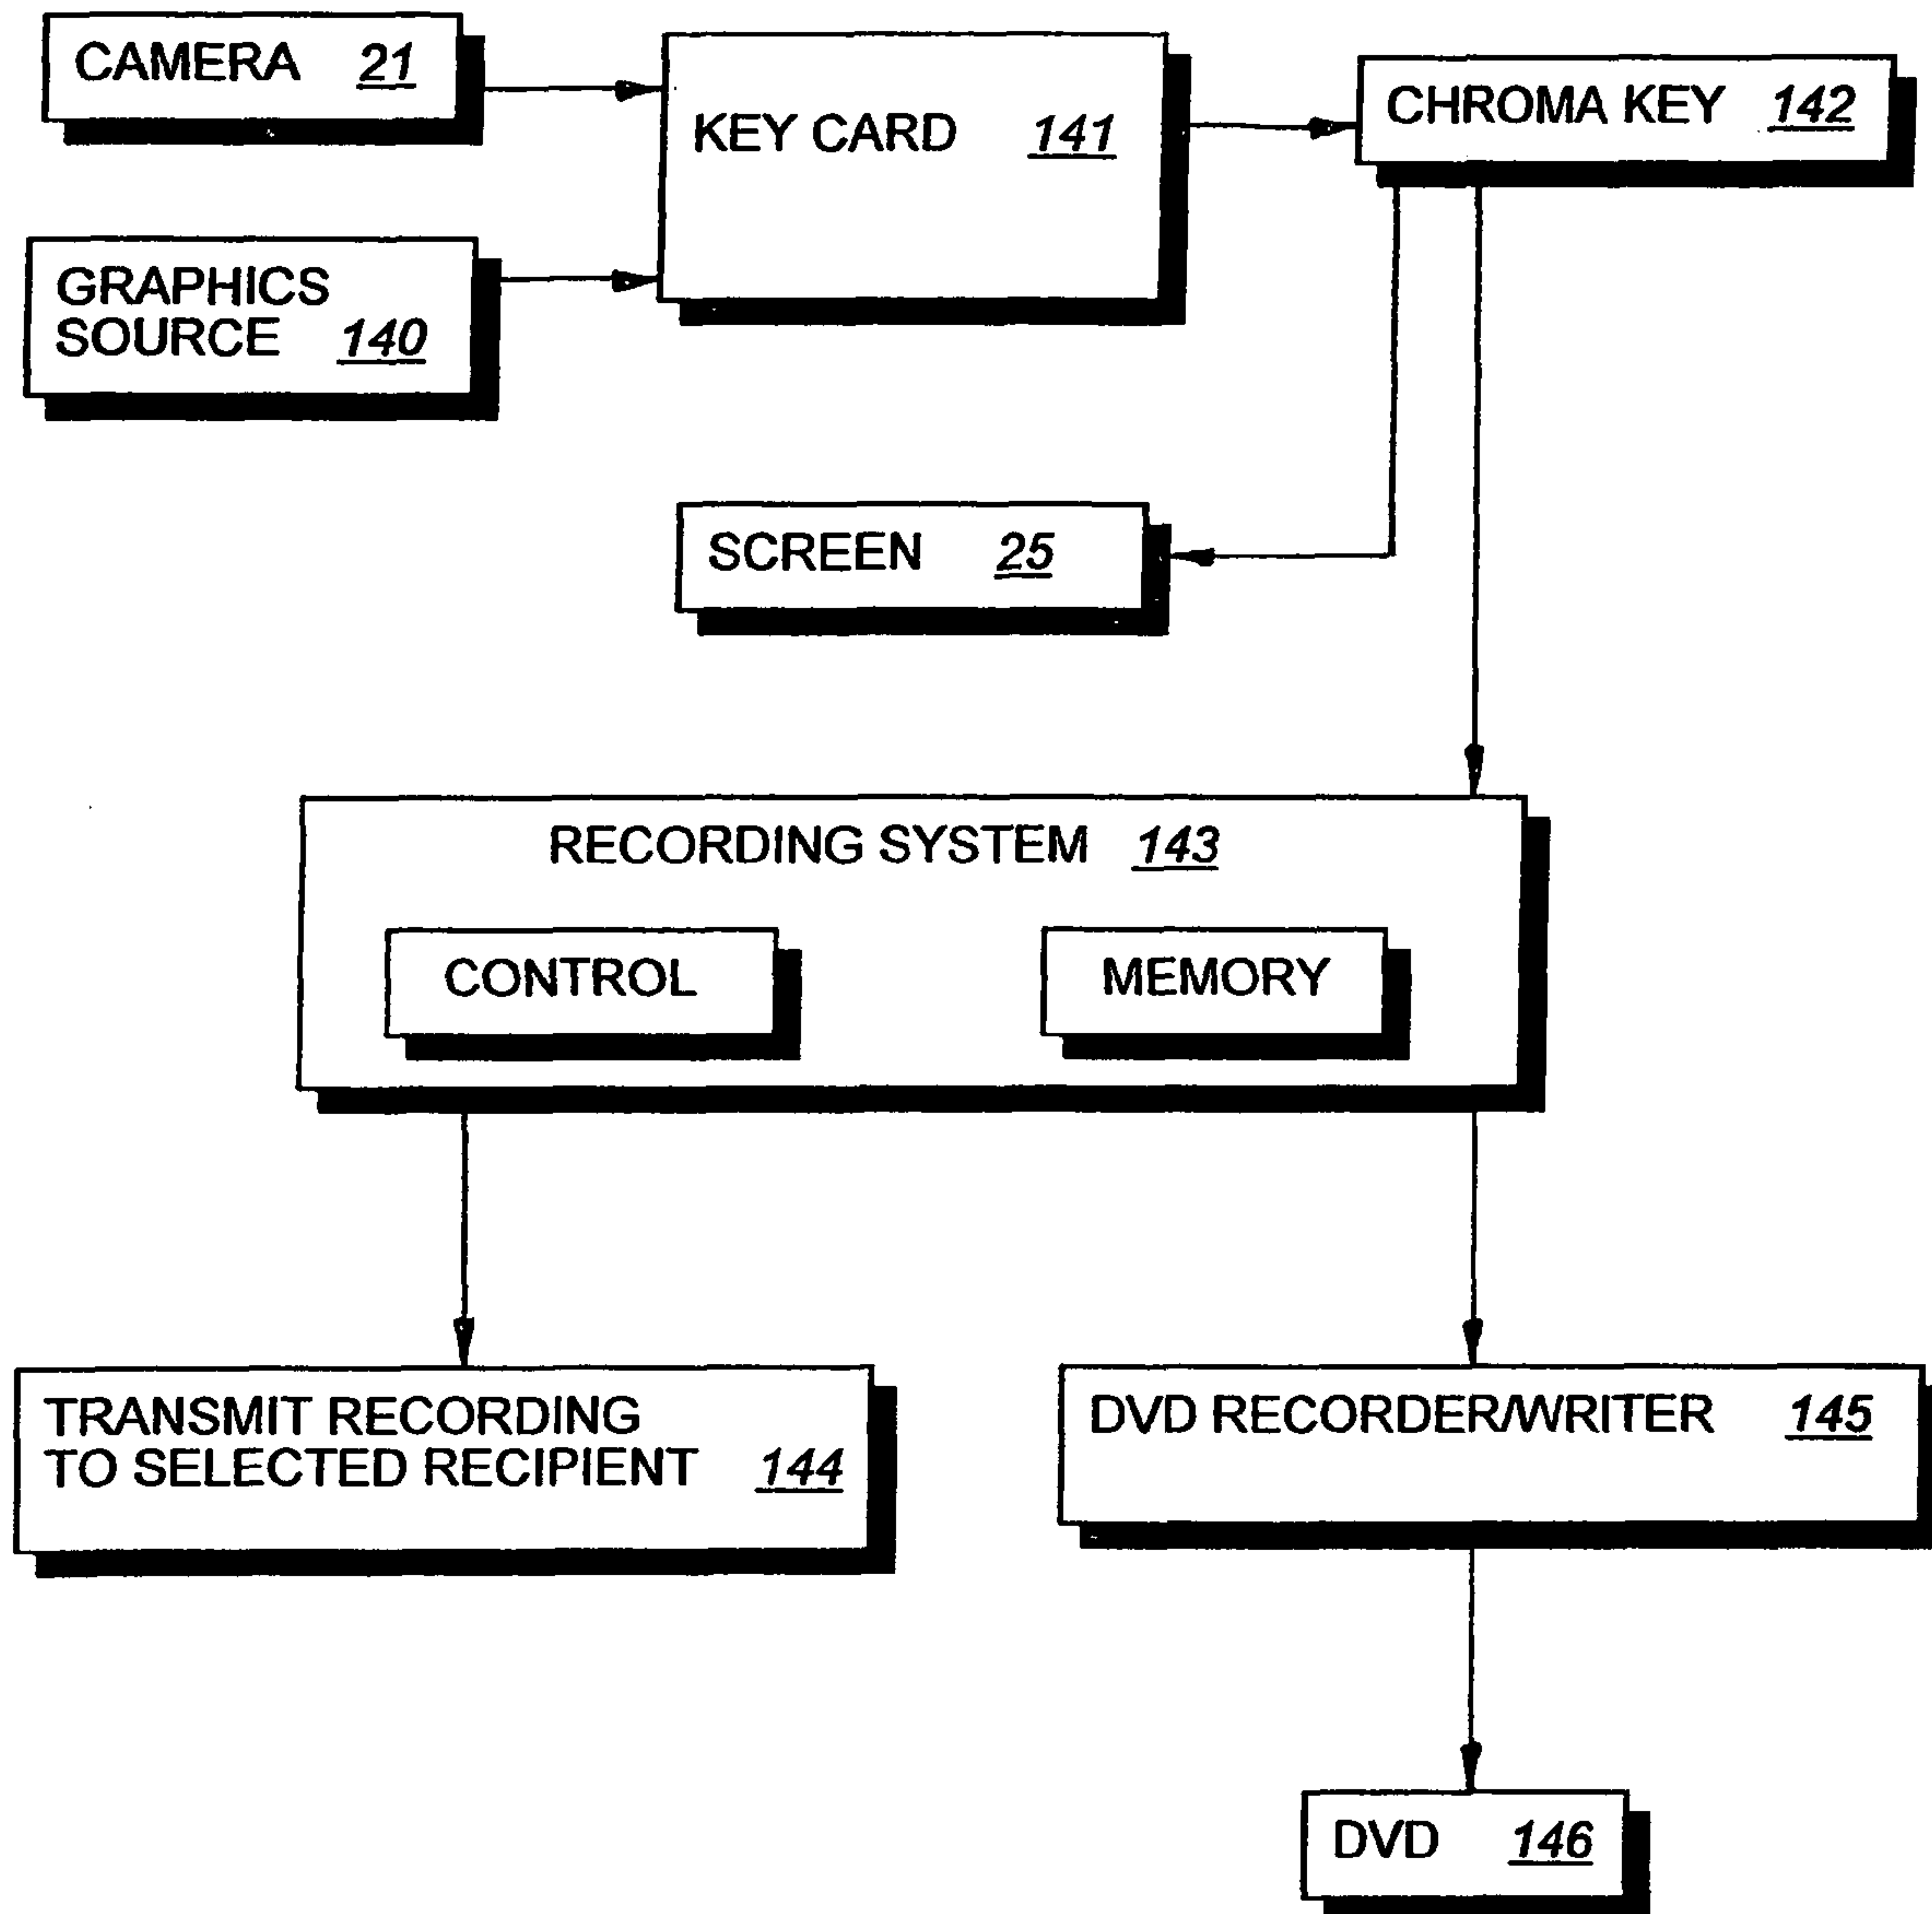 CAMERA 21
KEY CARD 141
CHROMA KEY 142
GRAPHICS
SOURCE 140
SCREEN 25
RECORDING SYSTEM 143
CONTROL
MEMORY
TRANSMIT RECORDING
TO SELECTED RECIPIENT 144
DVD RECORDER/WRITER 145
DVD 146